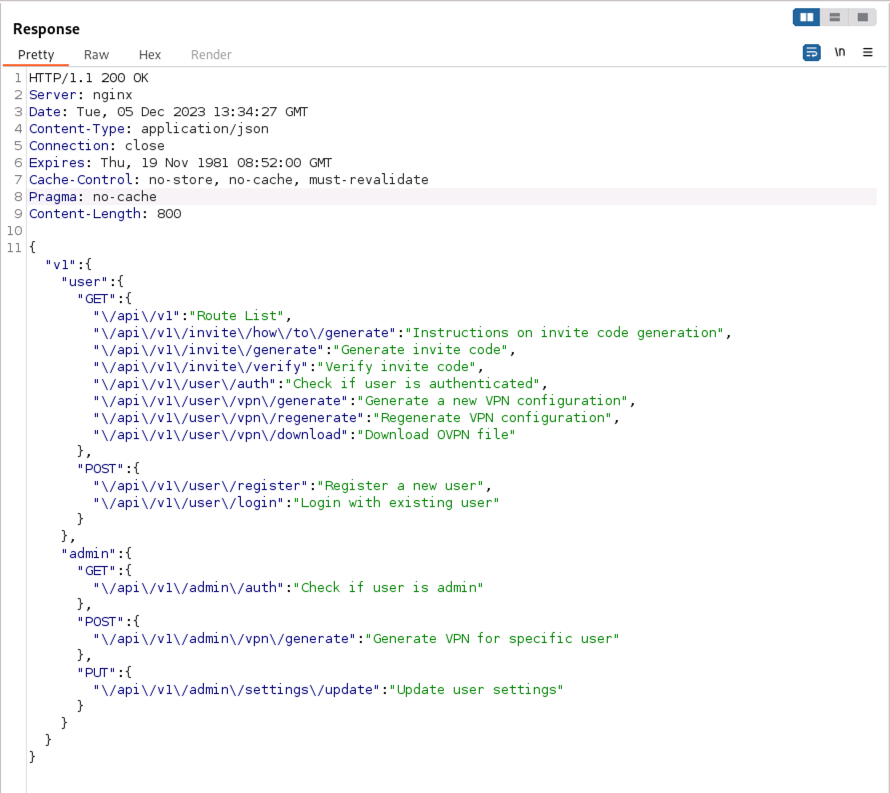 Response
Pretty Raw Hex Render \n
1 HTTP/1.1 200 OK
2 Server: nginx
3 Date: Tue, 05 Dec 2023 13:34:27 GMT
4 Content-Type: application/json
5 Connection: close
6 Expires: Thu, 19 Nov 1981 08:52:00 GMT
7 Cache-Control: no-store, no-cache, must-revalidate
8 Pragma: no-cache
9 Content-Length: 800
10
11 {
  "v1":{
    "user":{
      "GET":{
        "\/api\/v1":"Route List",
        "\/api\/v1\/invite\/how\/to\/generate":"Instructions on invite code generation",
        "\/api\/v1\/invite\/generate":"Generate invite code",
        "\/api\/v1\/invite\/verify":"Verify invite code",
        "\/api\/v1\/user\/auth":"Check if user is authenticated",
        "\/api\/v1\/user\/vpn\/generate":"Generate a new VPN configuration",
        "\/api\/v1\/user\/vpn\/regenerate":"Regenerate VPN configuration",
        "\/api\/v1\/user\/vpn\/download":"Download OVPN file"
      },
      "POST":{
        "\/api\/v1\/user\/register":"Register a new user",
        "\/api\/v1\/user\/login":"Login with existing user"
      }
    },
    "admin":{
      "GET":{
        "\/api\/v1\/admin\/auth":"Check if user is admin"
      },
      "POST":{
        "\/api\/v1\/admin\/vpn\/generate":"Generate VPN for specific user"
      },
      "PUT":{
        "\/api\/v1\/admin\/settings\/update":"Update user settings"
      }
    }
  }
}